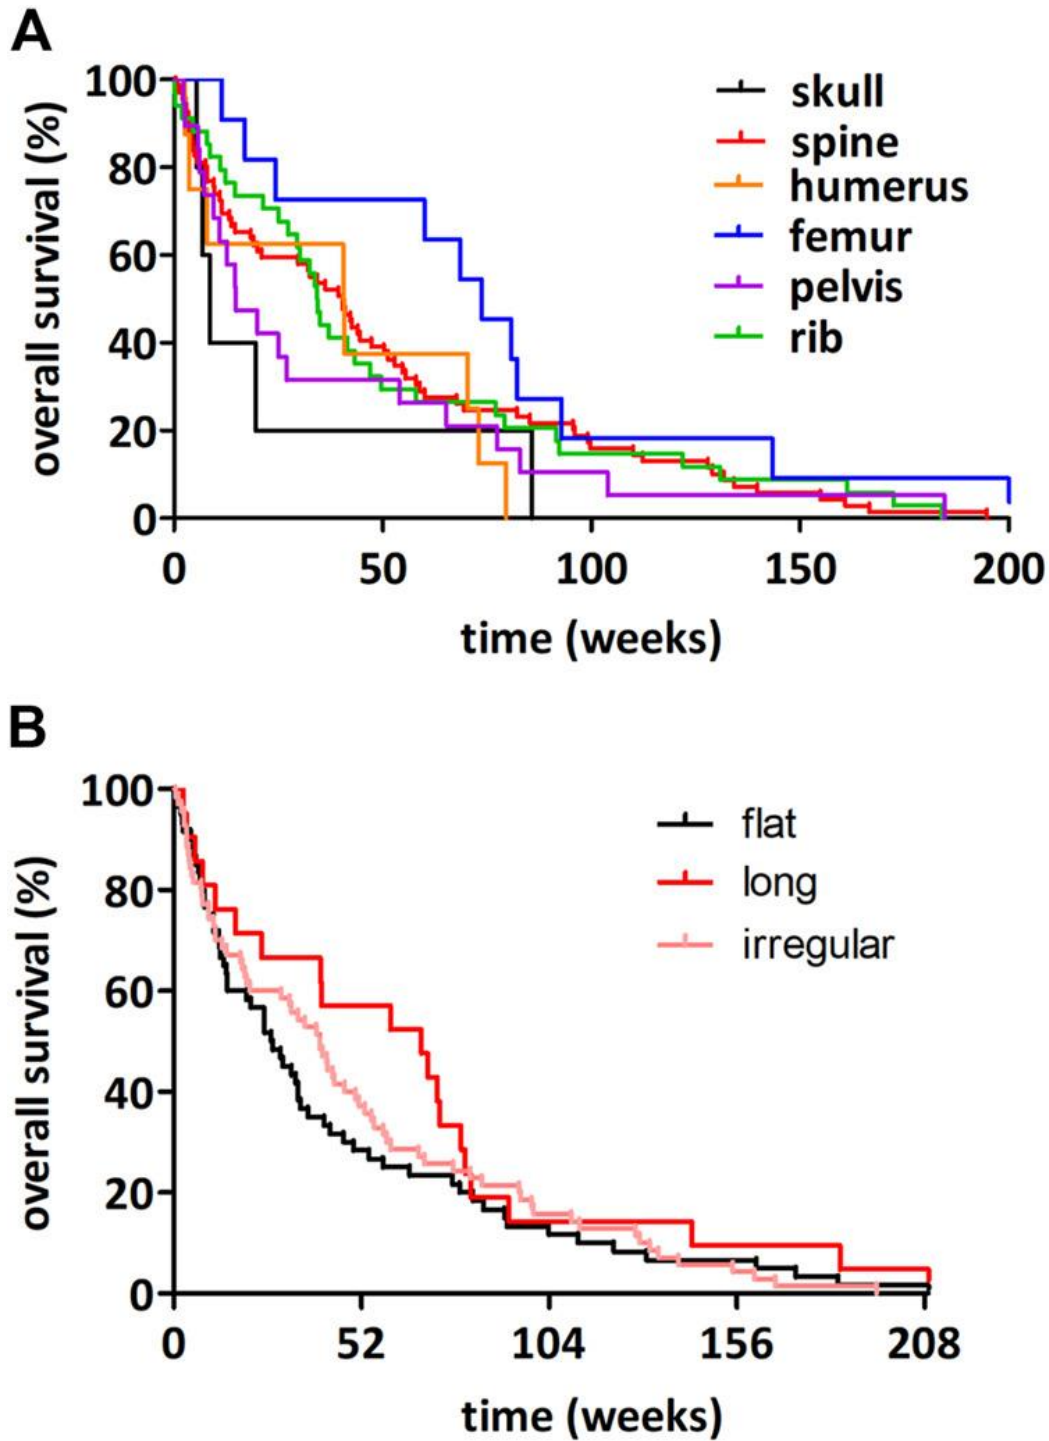 A
overall survival (%)
100
80
60
40
20
0
0 50 100 150 200
time (weeks)
skull
spine
humerus
femur
pelvis
rib
B
overall survival (%)
100
80
60
40
20
0
0 52 104 156 208
time (weeks)
flat
long
irregular